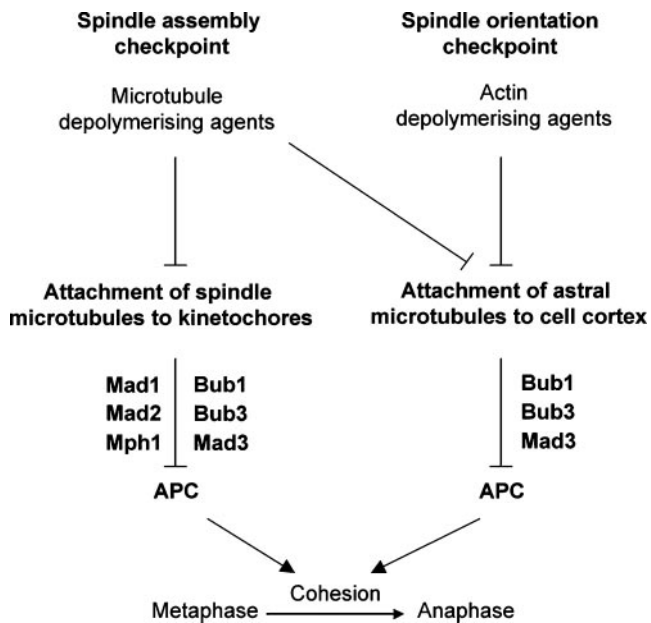 Spindle assembly
checkpoint
Spindle orientation
checkpoint
Microtubule
depolymerising agents
Actin
depolymerising agents
Attachment of spindle
microtubules to kinetochores
Attachment of astral
microtubules to cell cortex
Mad1
Mad2
Mph1
Bub1
Bub3
Mad3
Bub1
Bub3
Mad3
APC
APC
Cohesion
Metaphase
Anaphase